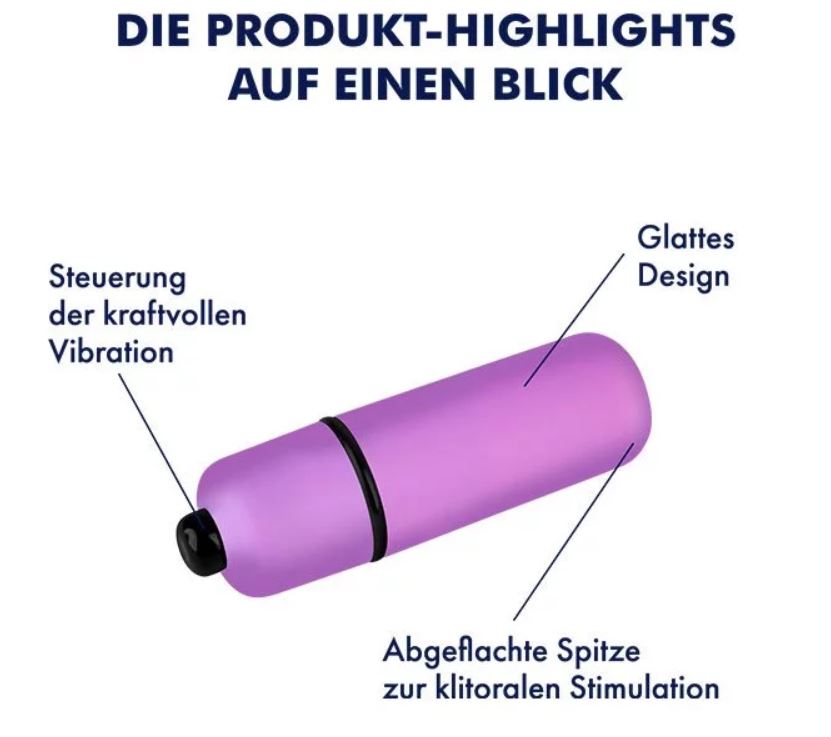 DIE PRODUKT-HIGHLIGHTS
AUF EINEN BLICK
Glattes
Design
Steuerung
der kraftvollen
Vibration
Abgeflachte Spitze
zur klitoralen Stimulation